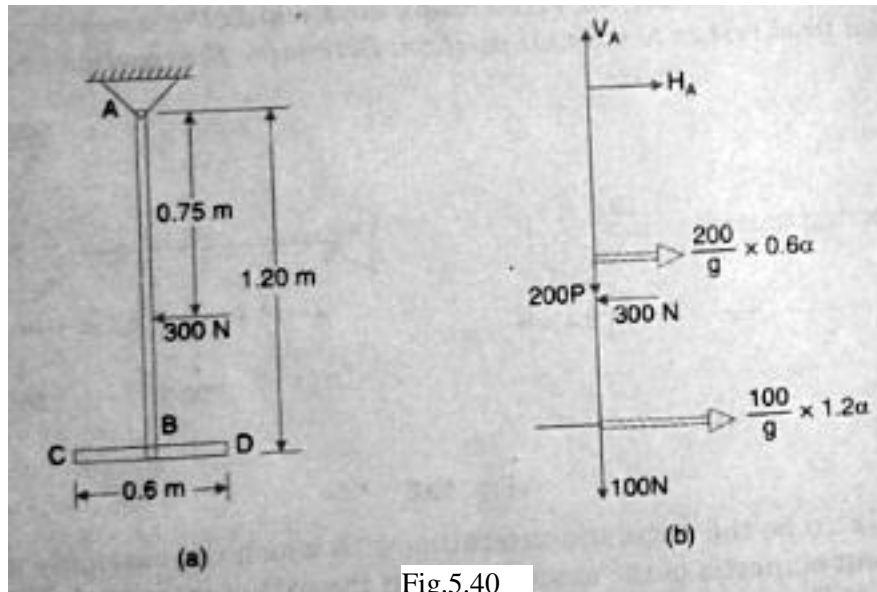 V_A
H_A
A
0.75 m
1.20 m
300 N
B
C
D
0.6 m
(a)
200/g × 0.6α
200P
300 N
100/g × 1.2α
100N
(b)
Fig.5.40